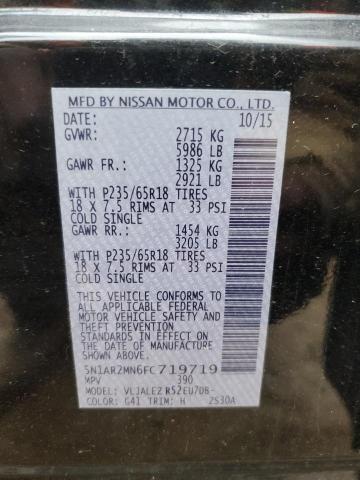 MFD BY NISSAN MOTOR CO., LTD.
DATE: 10/15
GVWR: 2715 KG
5986 LB
GAWR FR.: 1325 KG
2921 LB
WITH P235/65R18 TIRES
18 X 7.5 RIMS AT 33 PSI
COLD SINGLE
GAWR RR.: 1454 KG
3205 LB
WITH P235/65R18 TIRES
18 X 7.5 RIMS AT 33 PSI
COLD SINGLE
THIS VEHICLE CONFORMS TO
ALL APPLICABLE FEDERAL
MOTOR VEHICLE SAFETY
STANDARDS IN EFFECT ON
THE DATE OF MANUFACTURE
SHOWN ABOVE.
5N1AR2MN6FC719719
MPV 390
MODEL: VLJALEZ R52EU7DB-
COLOR: G41 TRIM: H 2S30A